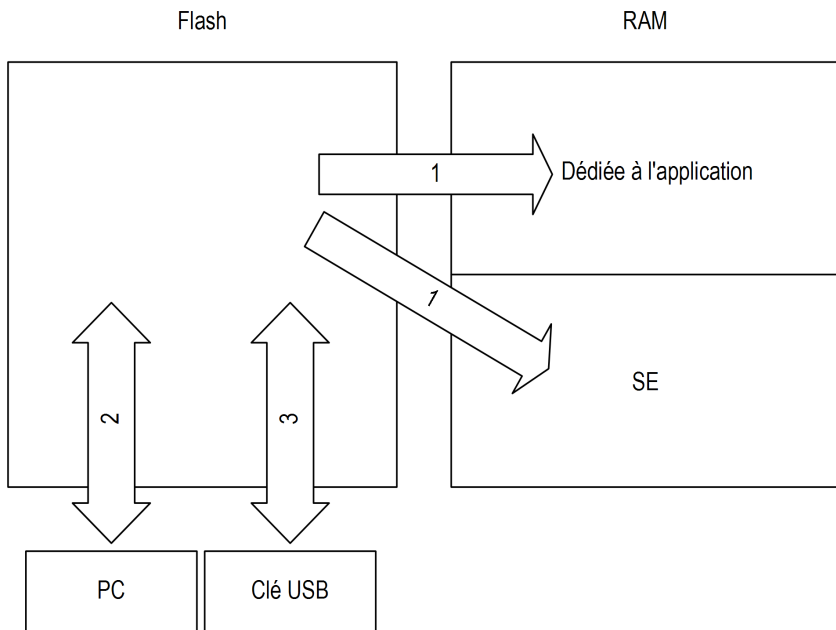 Flash
RAM
1
Dédiée à l'application
1
SE
2
3
PC
Clé USB